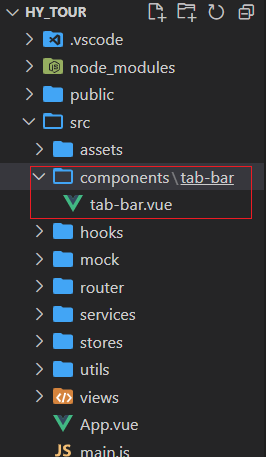 HY_TOUR
.vscode
node_modules
public
src
assets
components\tab-bar
tab-bar.vue
hooks
mock
router
services
stores
utils
views
App.vue
JS main.js